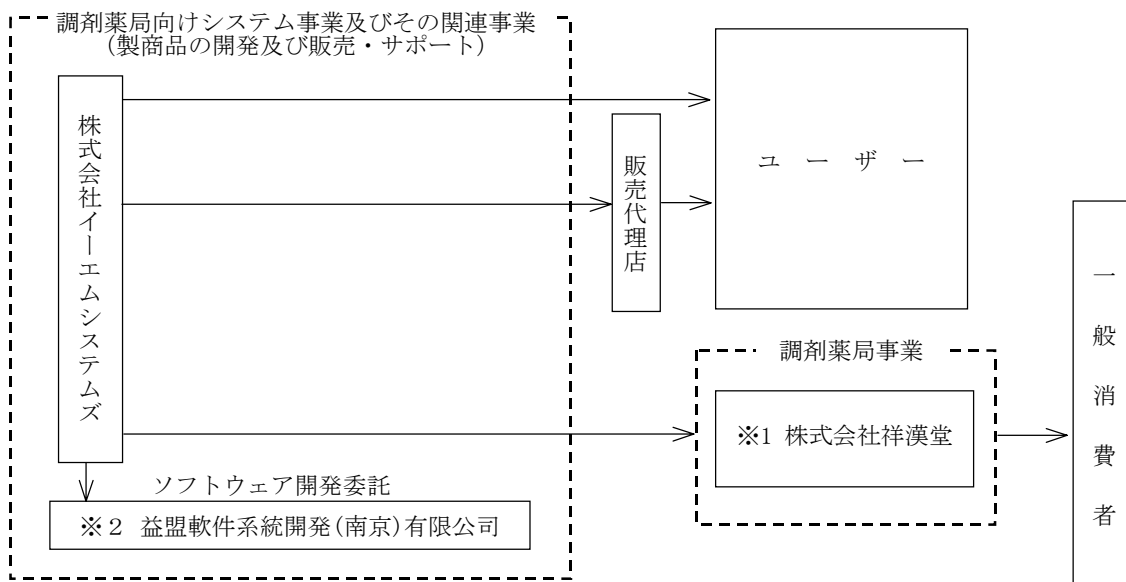 調剤薬局向けシステム事業及びその関連事業
(製商品の開発及び販売・サポート)
株式会社イーエムシステムズ
販売代理店
ユーザー
一般消費者
調剤薬局事業
※1 株式会社祥漢堂
ソフトウェア開発委託
※2 益盟軟件系統開発(南京)有限公司